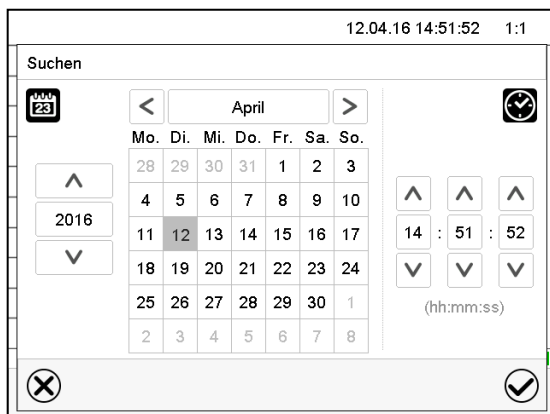 12.04.16 14:51:52 1:1
Suchen
23
< April >
Mo. Di. Mi. Do. Fr. Sa. So.
28 29 30 31 1 2 3
4 5 6 7 8 9 10
2016
11 12 13 14 15 16 17
14 : 51 : 52
18 19 20 21 22 23 24
25 26 27 28 29 30 1
(hh:mm:ss)
2 3 4 5 6 7 8